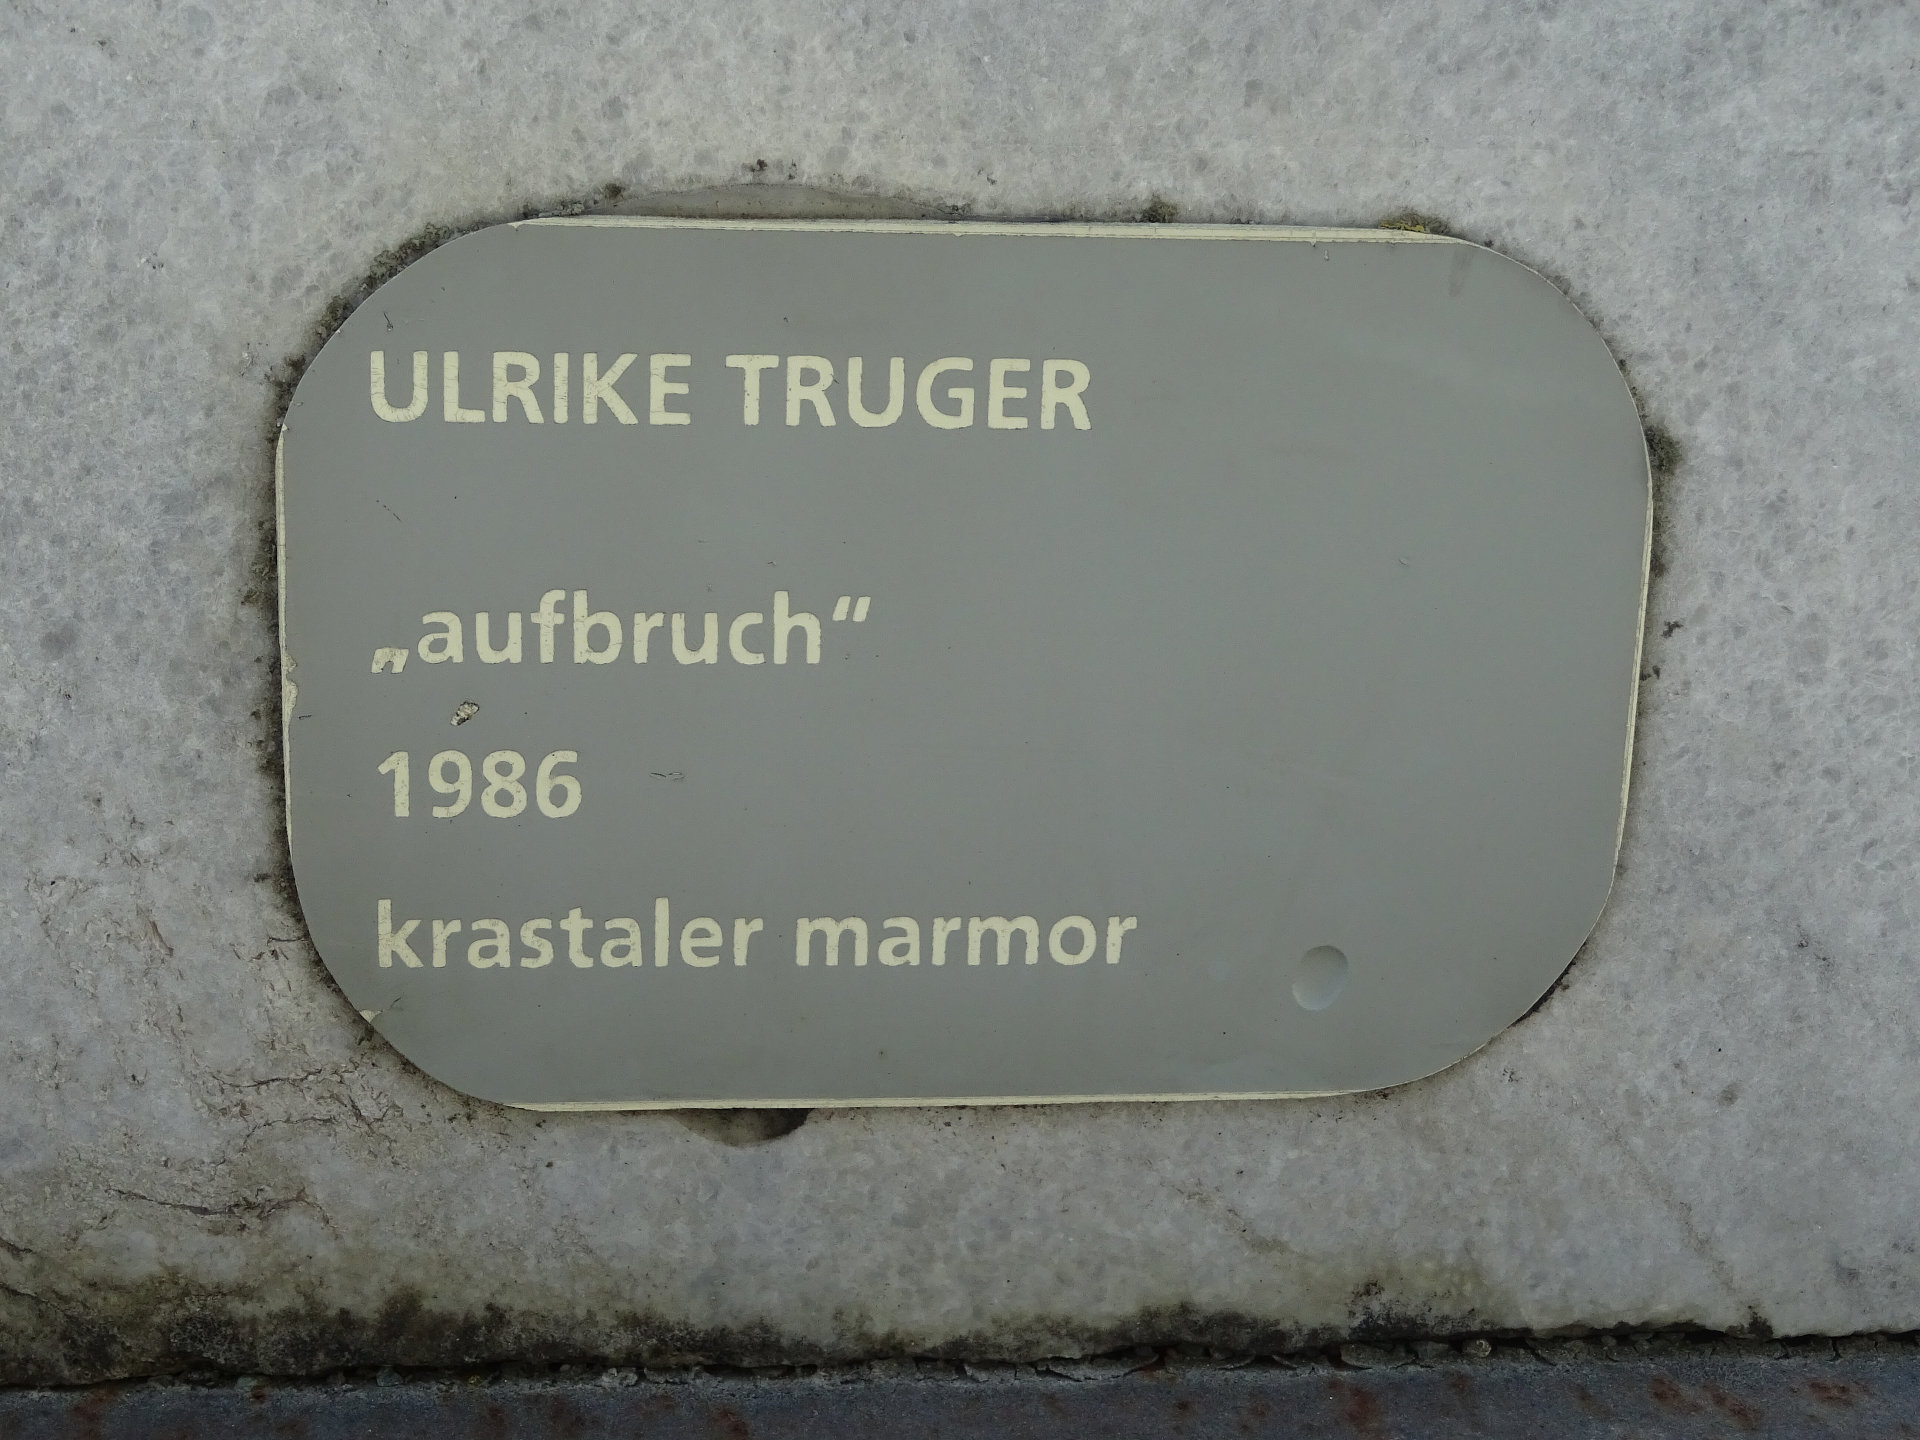 ULRIKE TRUGER
„aufbruch“
1986
krastaler marmor